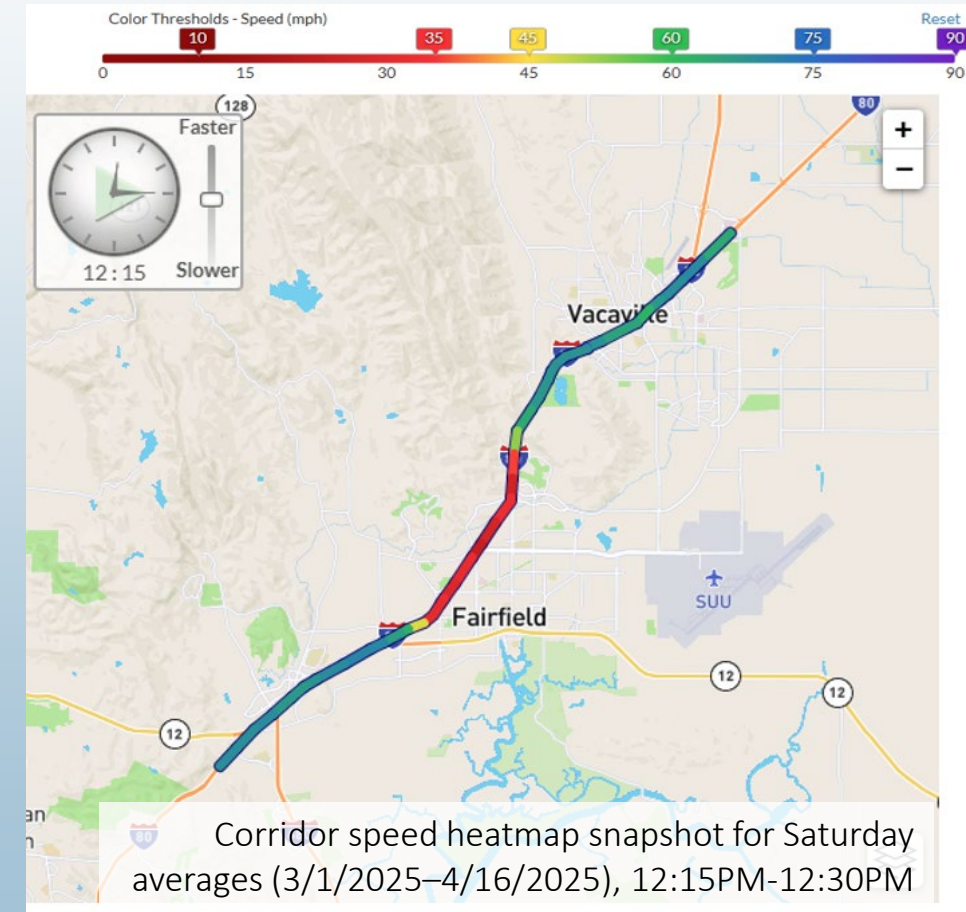 Color Thresholds - Speed (mph)
Reset
10 35 45 60 75 90
0 15 30 45 60 75 90
128
80
Faster
+
−
12:15
Slower
Vacaville
SUU
Fairfield
12
12
12
80
Corridor speed heatmap snapshot for Saturday
averages (3/1/2025–4/16/2025), 12:15PM-12:30PM